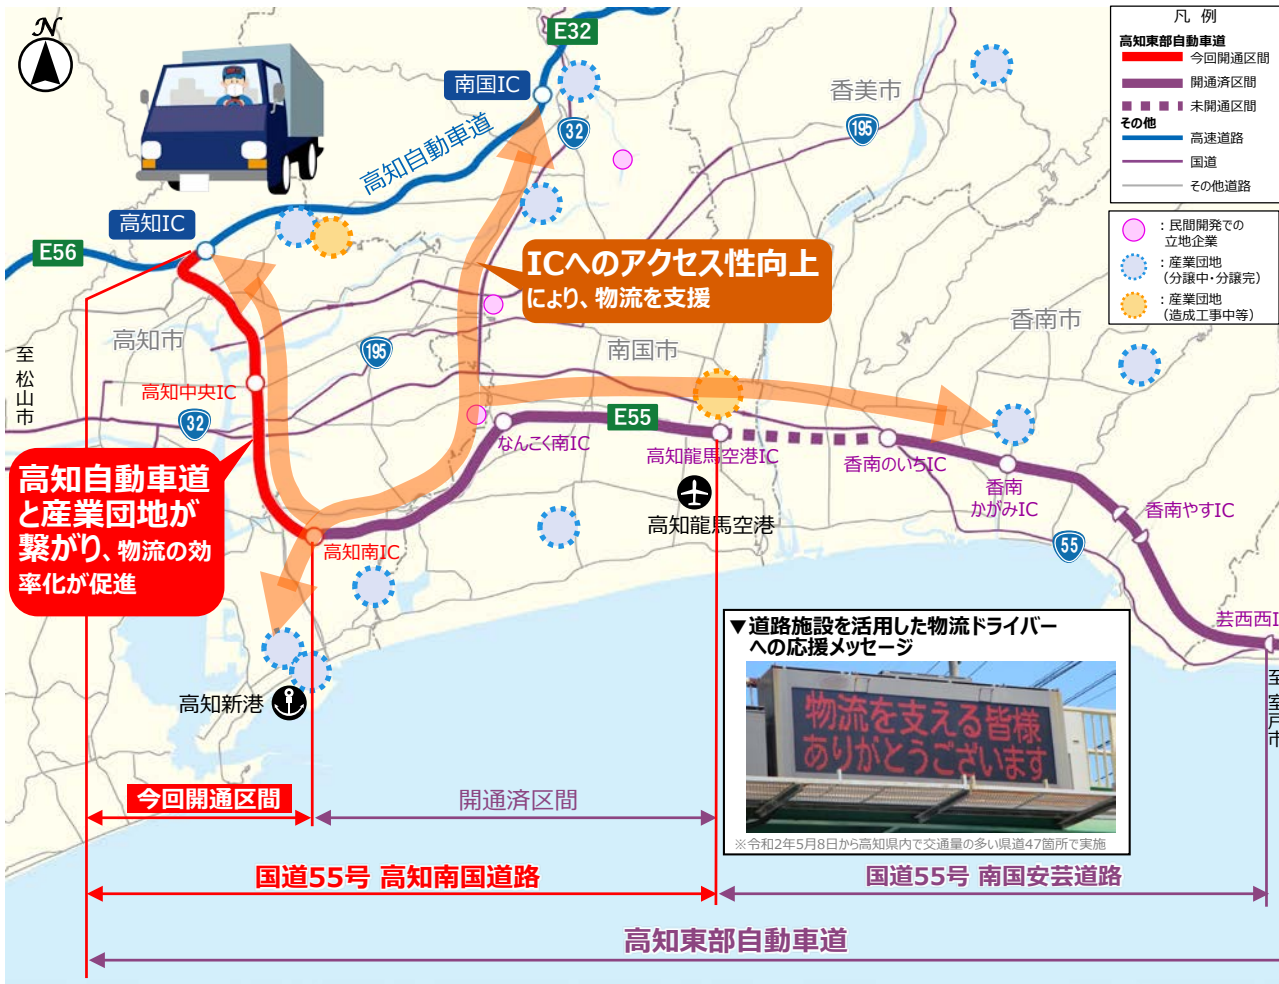 N
E32
南国IC
32
香美市
195
高知自動車道
高知IC
E56
ICへのアクセス性向上
により、物流を支援
高知市
至 松山市
195
南国市
香南市
高知中央IC
32
E55
なんこく南IC
高知龍馬空港IC
香南のいちIC
香南
かがみIC
香南やすIC
高知龍馬空港
55
高知自動車道
と産業団地が
繋がり、物流の効
率化が促進
高知南IC
芸西西I
至 室戸市
高知新港
凡 例
高知東部自動車道
今回開通区間
開通済区間
未開通区間
その他
高速道路
国道
その他道路
：民間開発での
立地企業
：産業団地
（分譲中・分譲完）
：産業団地
（造成工事中等）
▼道路施設を活用した物流ドライバー
への応援メッセージ
物流を支える皆様
ありがとうございます
※令和2年5月8日から高知県内で交通量の多い県道47箇所で実施
今回開通区間
開通済区間
国道55号 高知南国道路
国道55号 南国安芸道路
高知東部自動車道